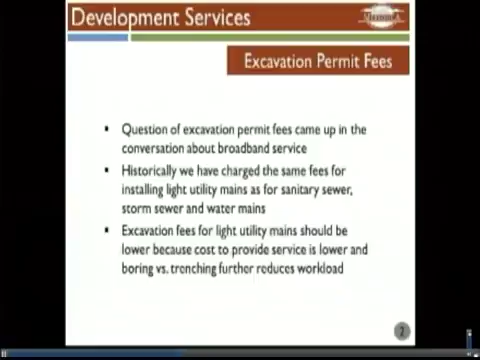 Development Services
Excavation Permit Fees
▪ Question of excavation permit fees came up in the
conversation about broadband service
▪ Historically we have charged the same fees for
installing light utility mains as for sanitary sewer,
storm sewer and water mains
▪ Excavation fees for light utility mains should be
lower because cost to provide service is lower and
boring vs. trenching further reduces workload
2